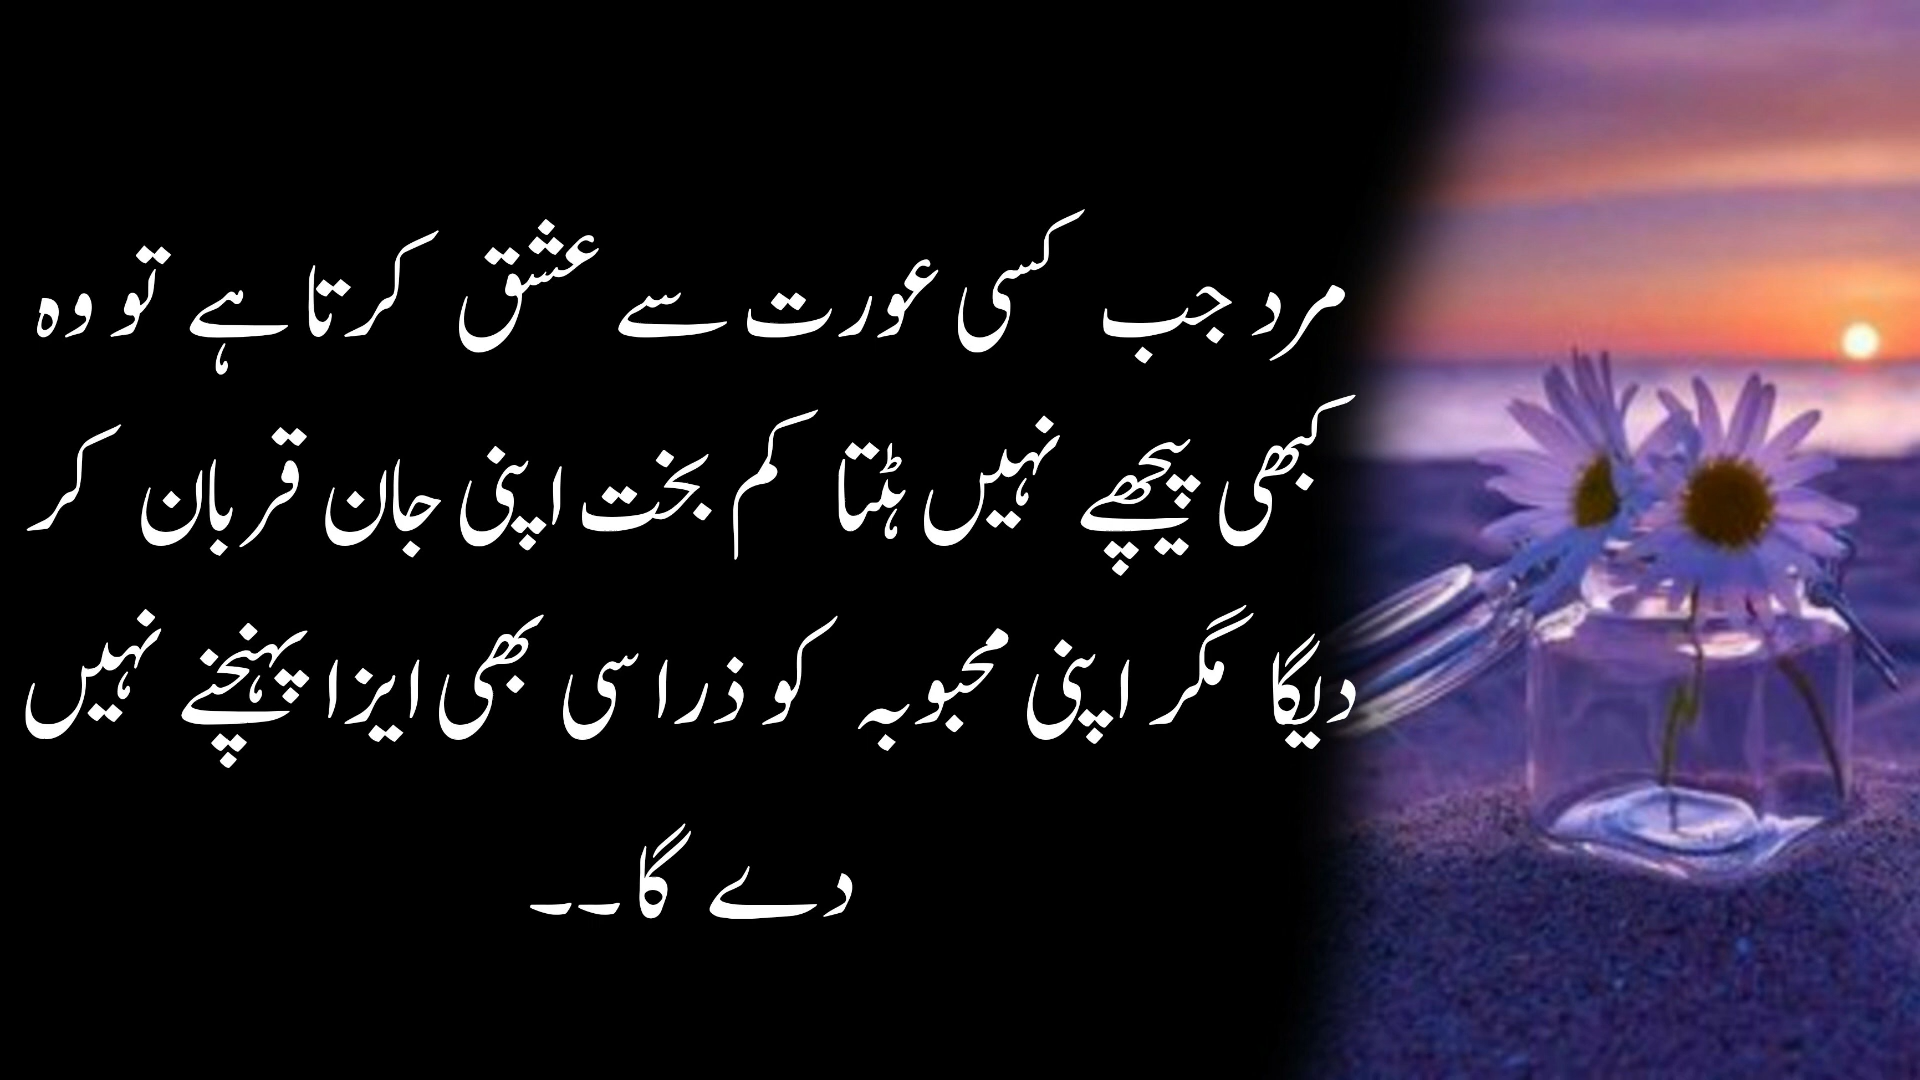 مرد جب کسی عورت سے عشق کرتا ہے تو وہ
کبھی پیچھے نہیں ہٹتا کم بخت اپنی جان قربان کر
دیگا مگر اپنی محبوبہ کو ذرا سی بھی ایزا پہنچنے نہیں
دے گا۔۔